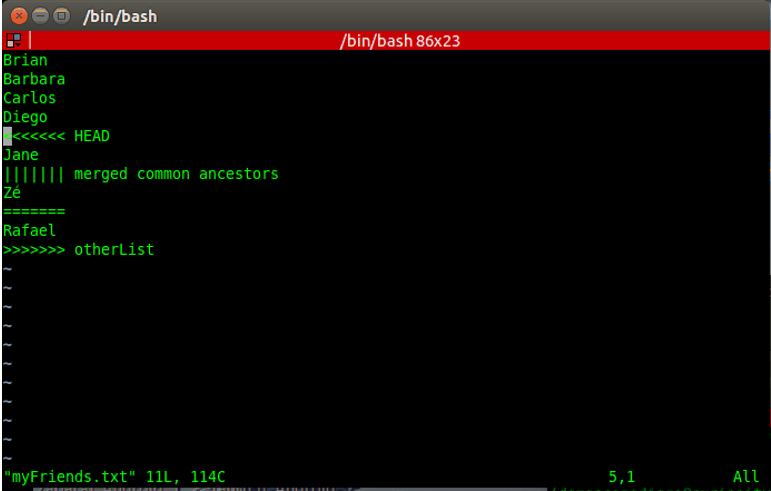 /bin/bash
/bin/bash 86x23
Brian
Barbara
Carlos
Diego
<<<<<<< HEAD
Jane
||||||| merged common ancestors
Zé
=======
Rafael
>>>>>>> otherList
~
~
~
~
~
~
~
~
~
~
~
"myFriends.txt" 11L, 114C 5,1 All